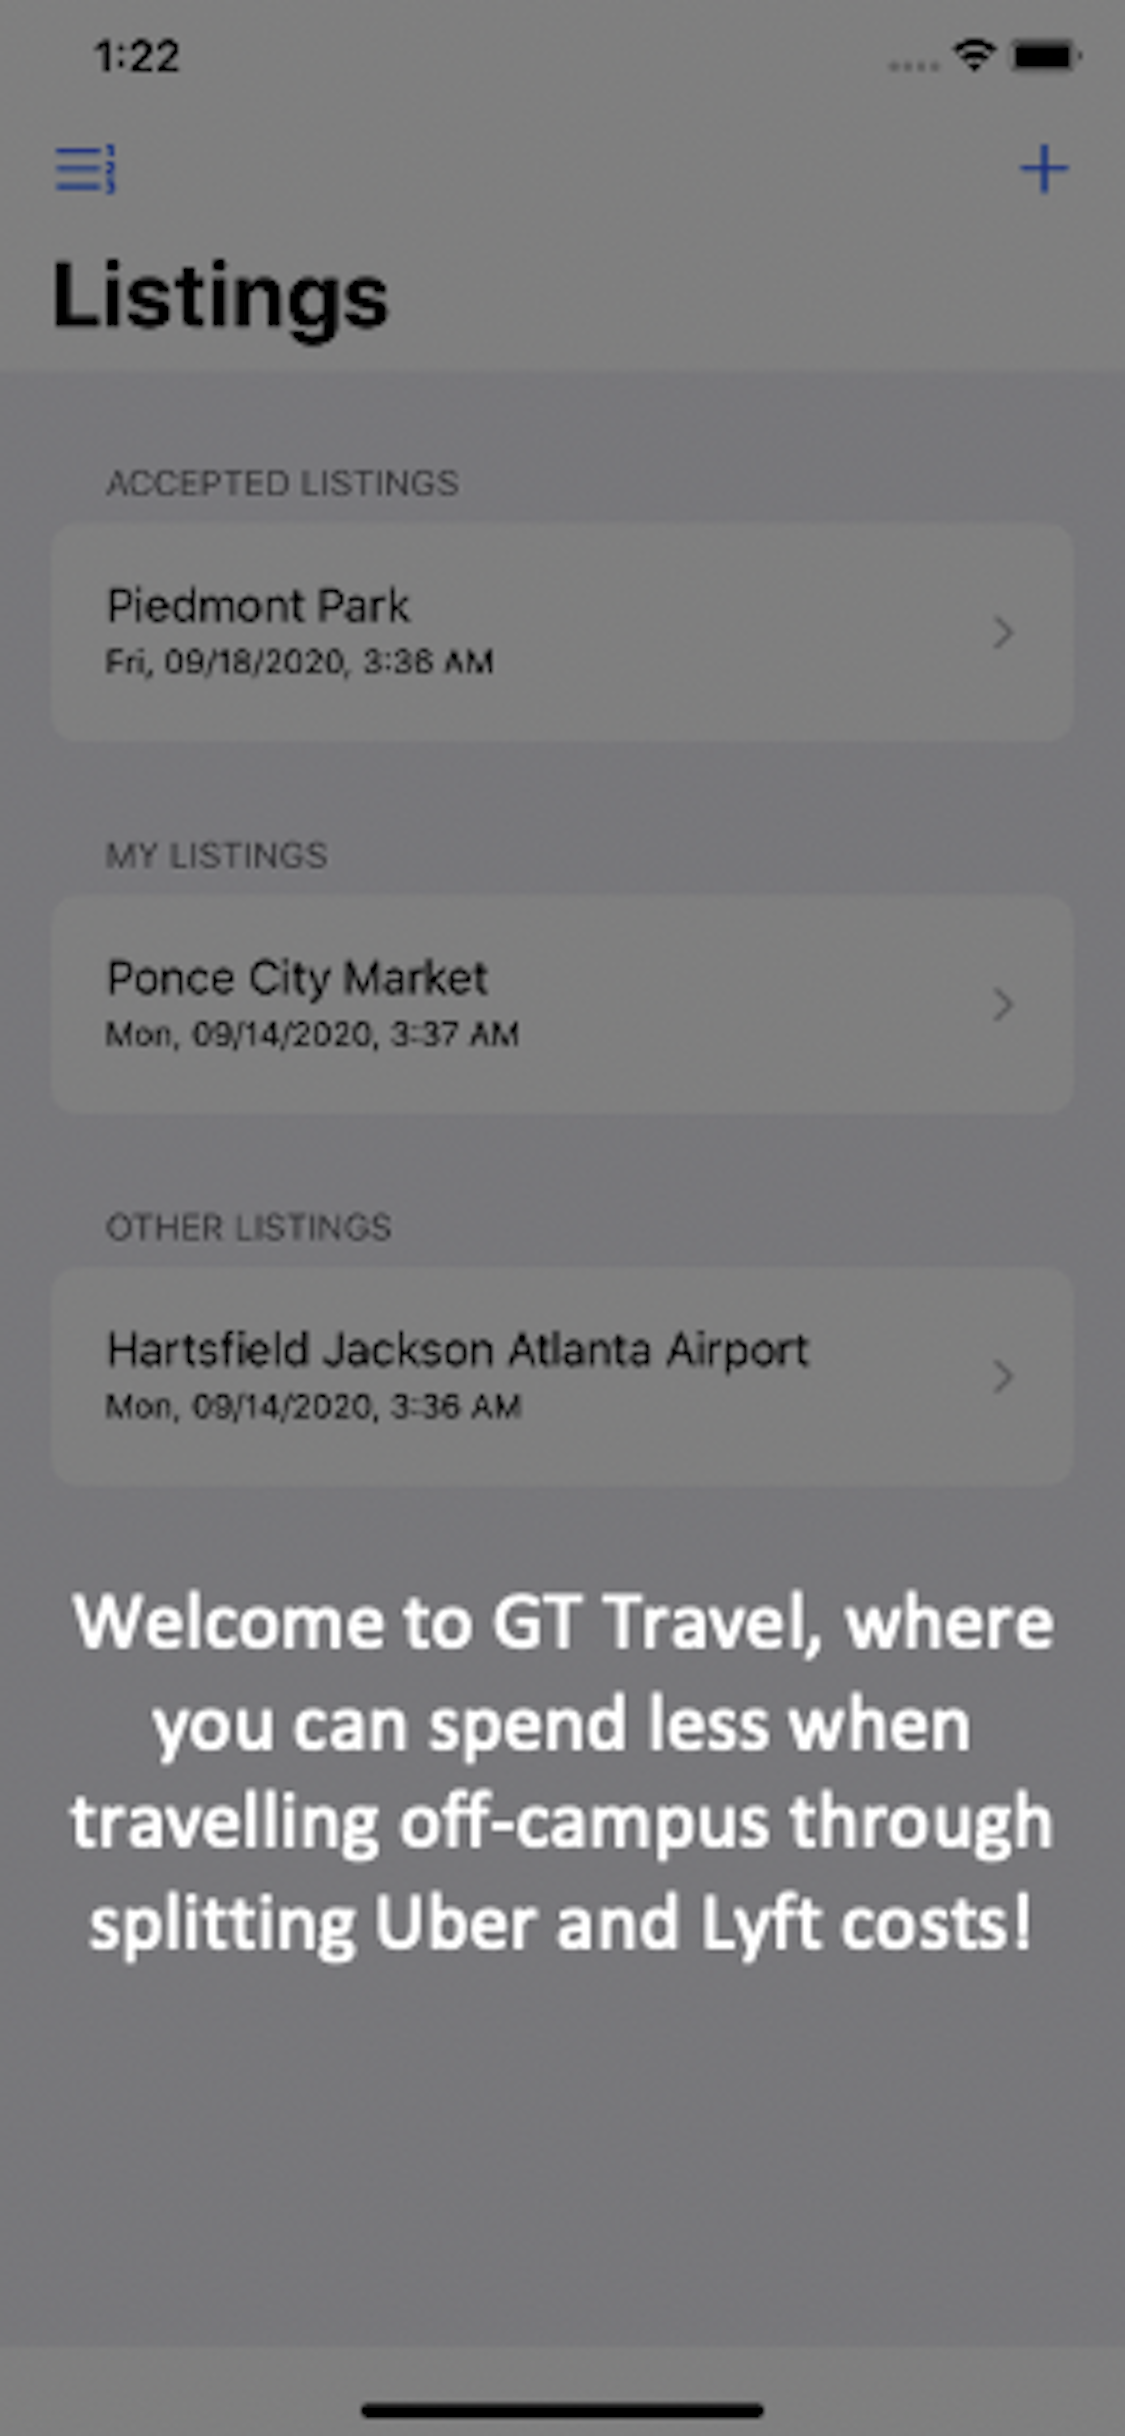 1:22
Listings
ACCEPTED LISTINGS
Piedmont Park
Fri, 09/18/2020, 3:36 AM
MY LISTINGS
Ponce City Market
Mon, 09/14/2020, 3:37 AM
OTHER LISTINGS
Hartsfield Jackson Atlanta Airport
Mon, 09/14/2020, 3:36 AM
Welcome to GT Travel, where
you can spend less when
travelling off-campus through
splitting Uber and Lyft costs!